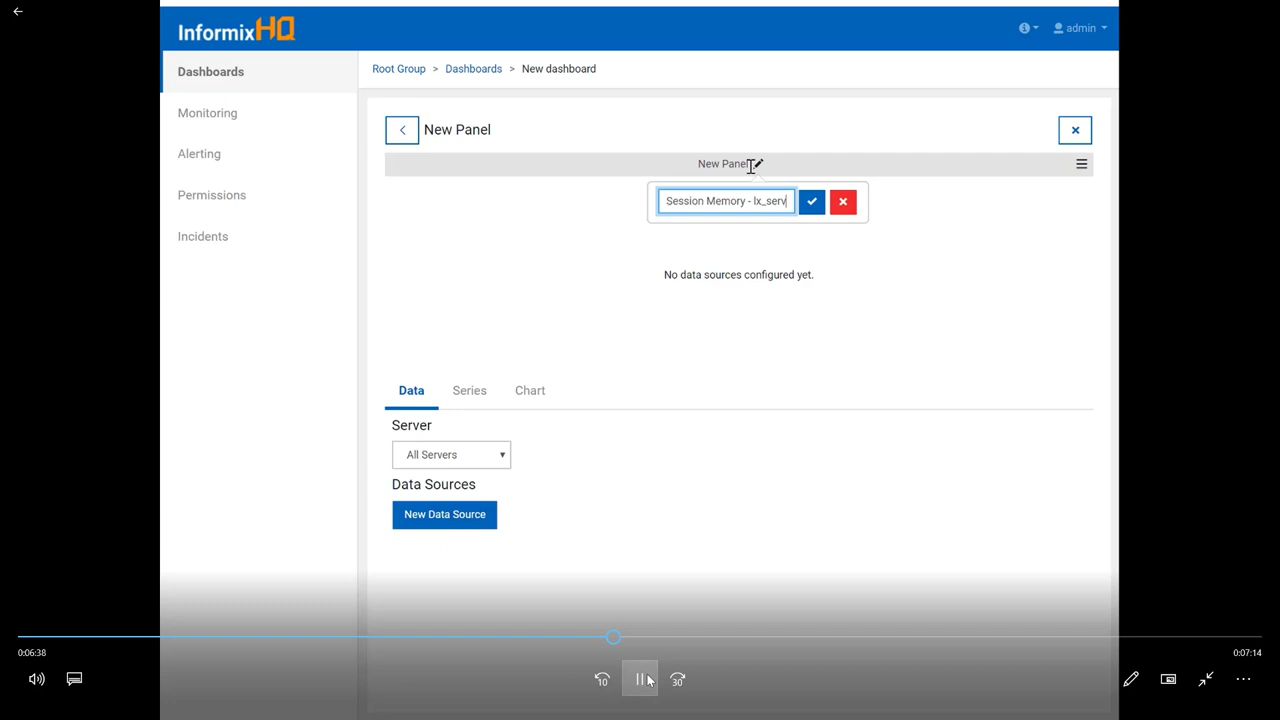 InformixHQ
admin
Dashboards
Monitoring
Alerting
Permissions
Incidents
Root Group > Dashboards > New dashboard
New Panel
New Panel
Session Memory - lx_serv
No data sources configured yet.
Data Series Chart
Server
All Servers
Data Sources
New Data Source
0:06:38
0:07:14
10
30